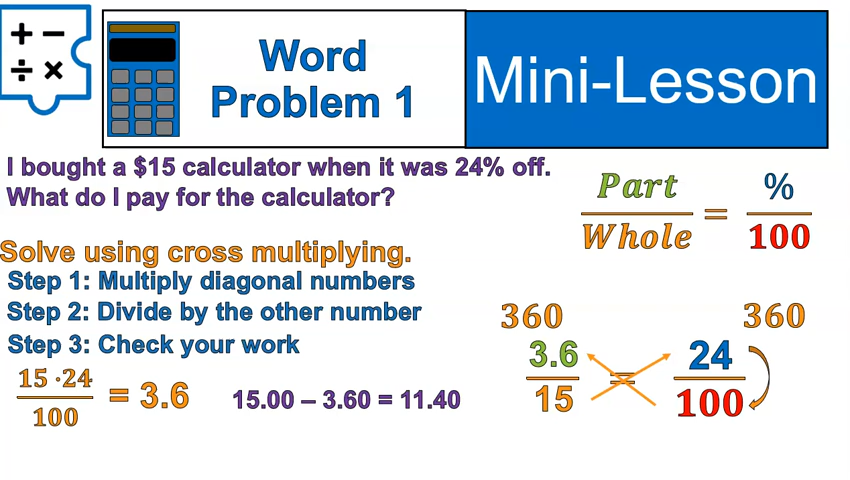 + −
÷ ×
Word
Problem 1
Mini-Lesson
I bought a $15 calculator when it was 24% off.
What do I pay for the calculator?
Part / Whole = % / 100
Solve using cross multiplying.
Step 1: Multiply diagonal numbers
Step 2: Divide by the other number
Step 3: Check your work
360 360
3.6 / 15 = 24 / 100
15 · 24 / 100 = 3.6
15.00 – 3.60 = 11.40